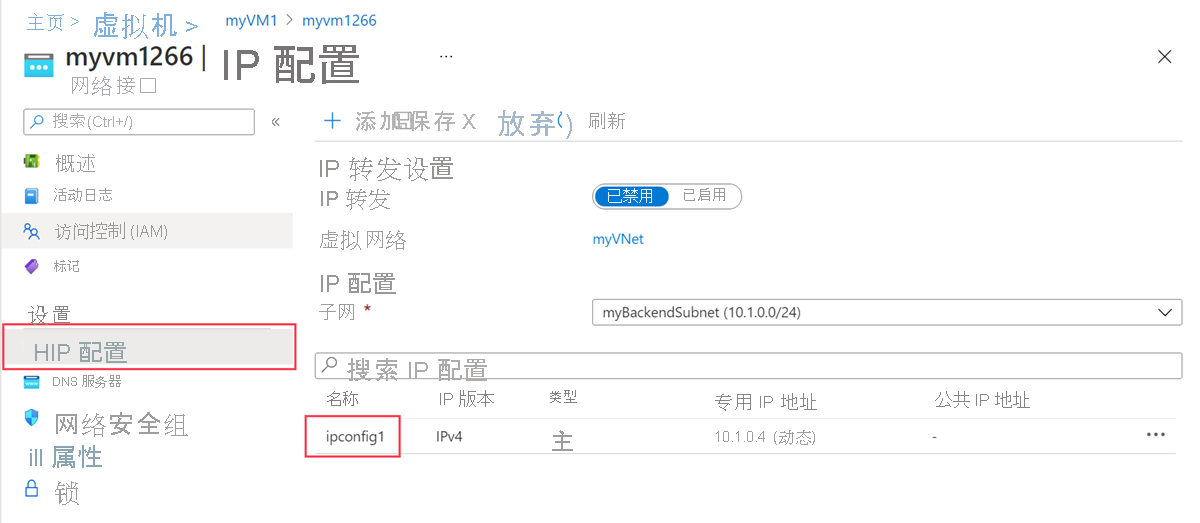 主页 > 虚拟机 > myVM1 > myvm1266
myvm1266 | IP 配置 ...
网络接口
搜索(Ctrl+/) «
概述
活动日志
访问控制 (IAM)
标记
设置
HIP 配置
DNS 服务器
网络安全组
ill 属性
锁
+ 添加 保存 X 放弃 刷新
IP 转发设置
IP 转发 已禁用 已启用
虚拟网络 myVNet
IP 配置
子网 * myBackendSubnet (10.1.0.0/24)
搜索 IP 配置
名称 IP 版本 类型 专用 IP 地址 公共 IP 地址
ipconfig1 IPv4 主 10.1.0.4 (动态) - ...